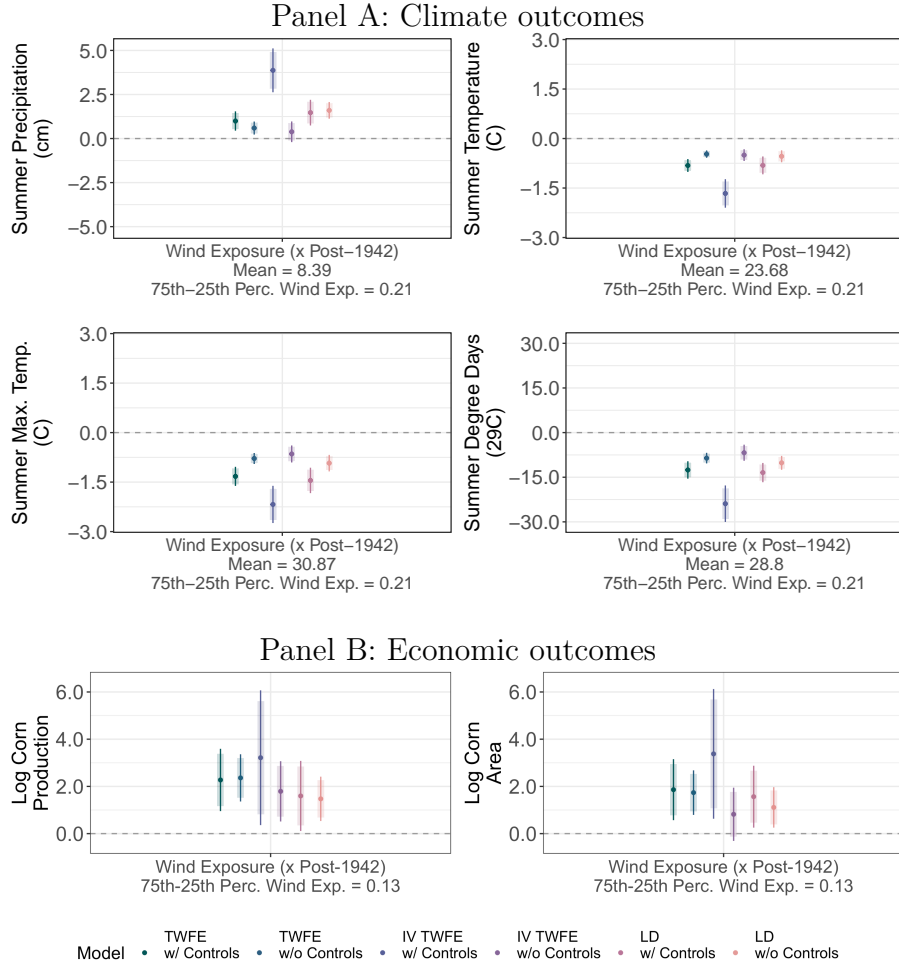 Panel A: Climate outcomes
Summer Precipitation
(cm)
5.0
2.5
0.0
−2.5
−5.0
Wind Exposure (x Post−1942)
Mean = 8.39
75th−25th Perc. Wind Exp. = 0.21
Summer Temperature
(C)
3.0
1.5
0.0
−1.5
−3.0
Wind Exposure (x Post−1942)
Mean = 23.68
75th−25th Perc. Wind Exp. = 0.21
Summer Max. Temp.
(C)
3.0
1.5
0.0
−1.5
−3.0
Wind Exposure (x Post−1942)
Mean = 30.87
75th−25th Perc. Wind Exp. = 0.21
Summer Degree Days
(29C)
30.0
15.0
0.0
−15.0
−30.0
Wind Exposure (x Post−1942)
Mean = 28.8
75th−25th Perc. Wind Exp. = 0.21
Panel B: Economic outcomes
Log Corn
Production
6.0
4.0
2.0
0.0
Wind Exposure (x Post-1942)
75th-25th Perc. Wind Exp. = 0.13
Log Corn
Area
6.0
4.0
2.0
0.0
Wind Exposure (x Post-1942)
75th-25th Perc. Wind Exp. = 0.13
Model
TWFE
w/ Controls
TWFE
w/o Controls
IV TWFE
w/ Controls
IV TWFE
w/o Controls
LD
w/ Controls
LD
w/o Controls